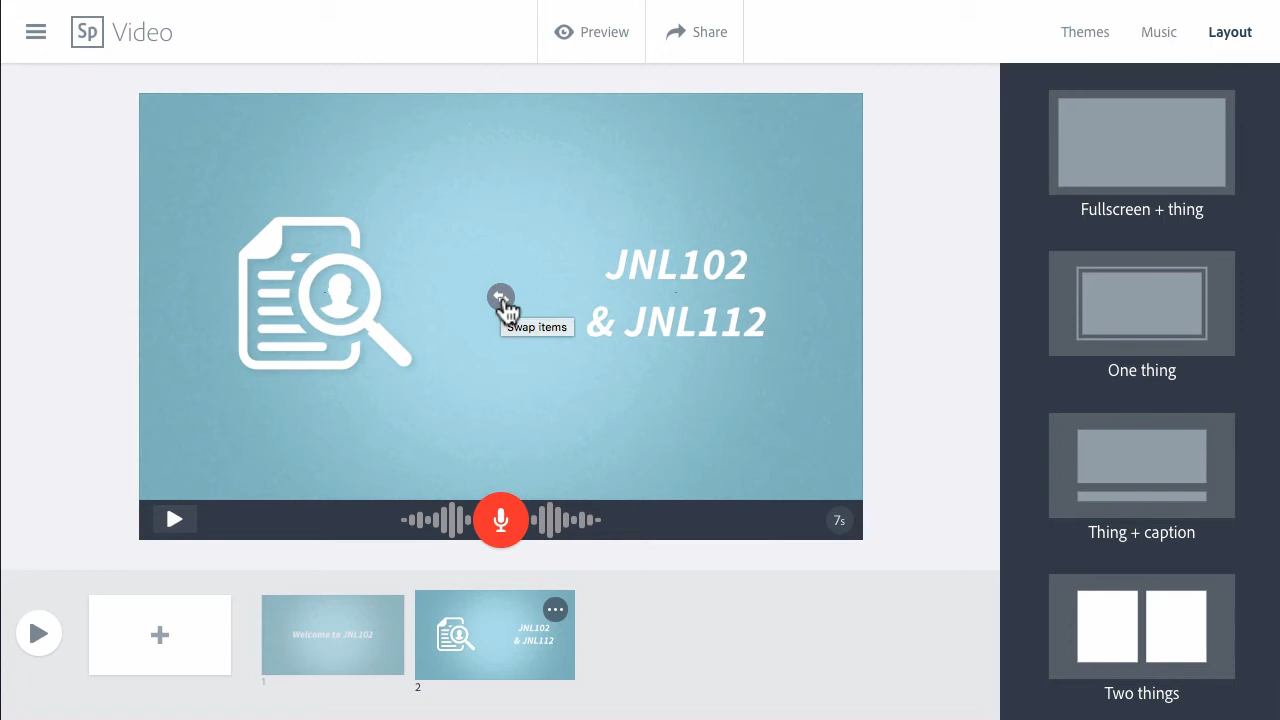 Sp Video
Preview
Share
Themes
Music
Layout
JNL102
& JNL112
Swap items
7s
Fullscreen + thing
One thing
Thing + caption
Two things
Welcome to JNL102
1
JNL102
& JNL112
2